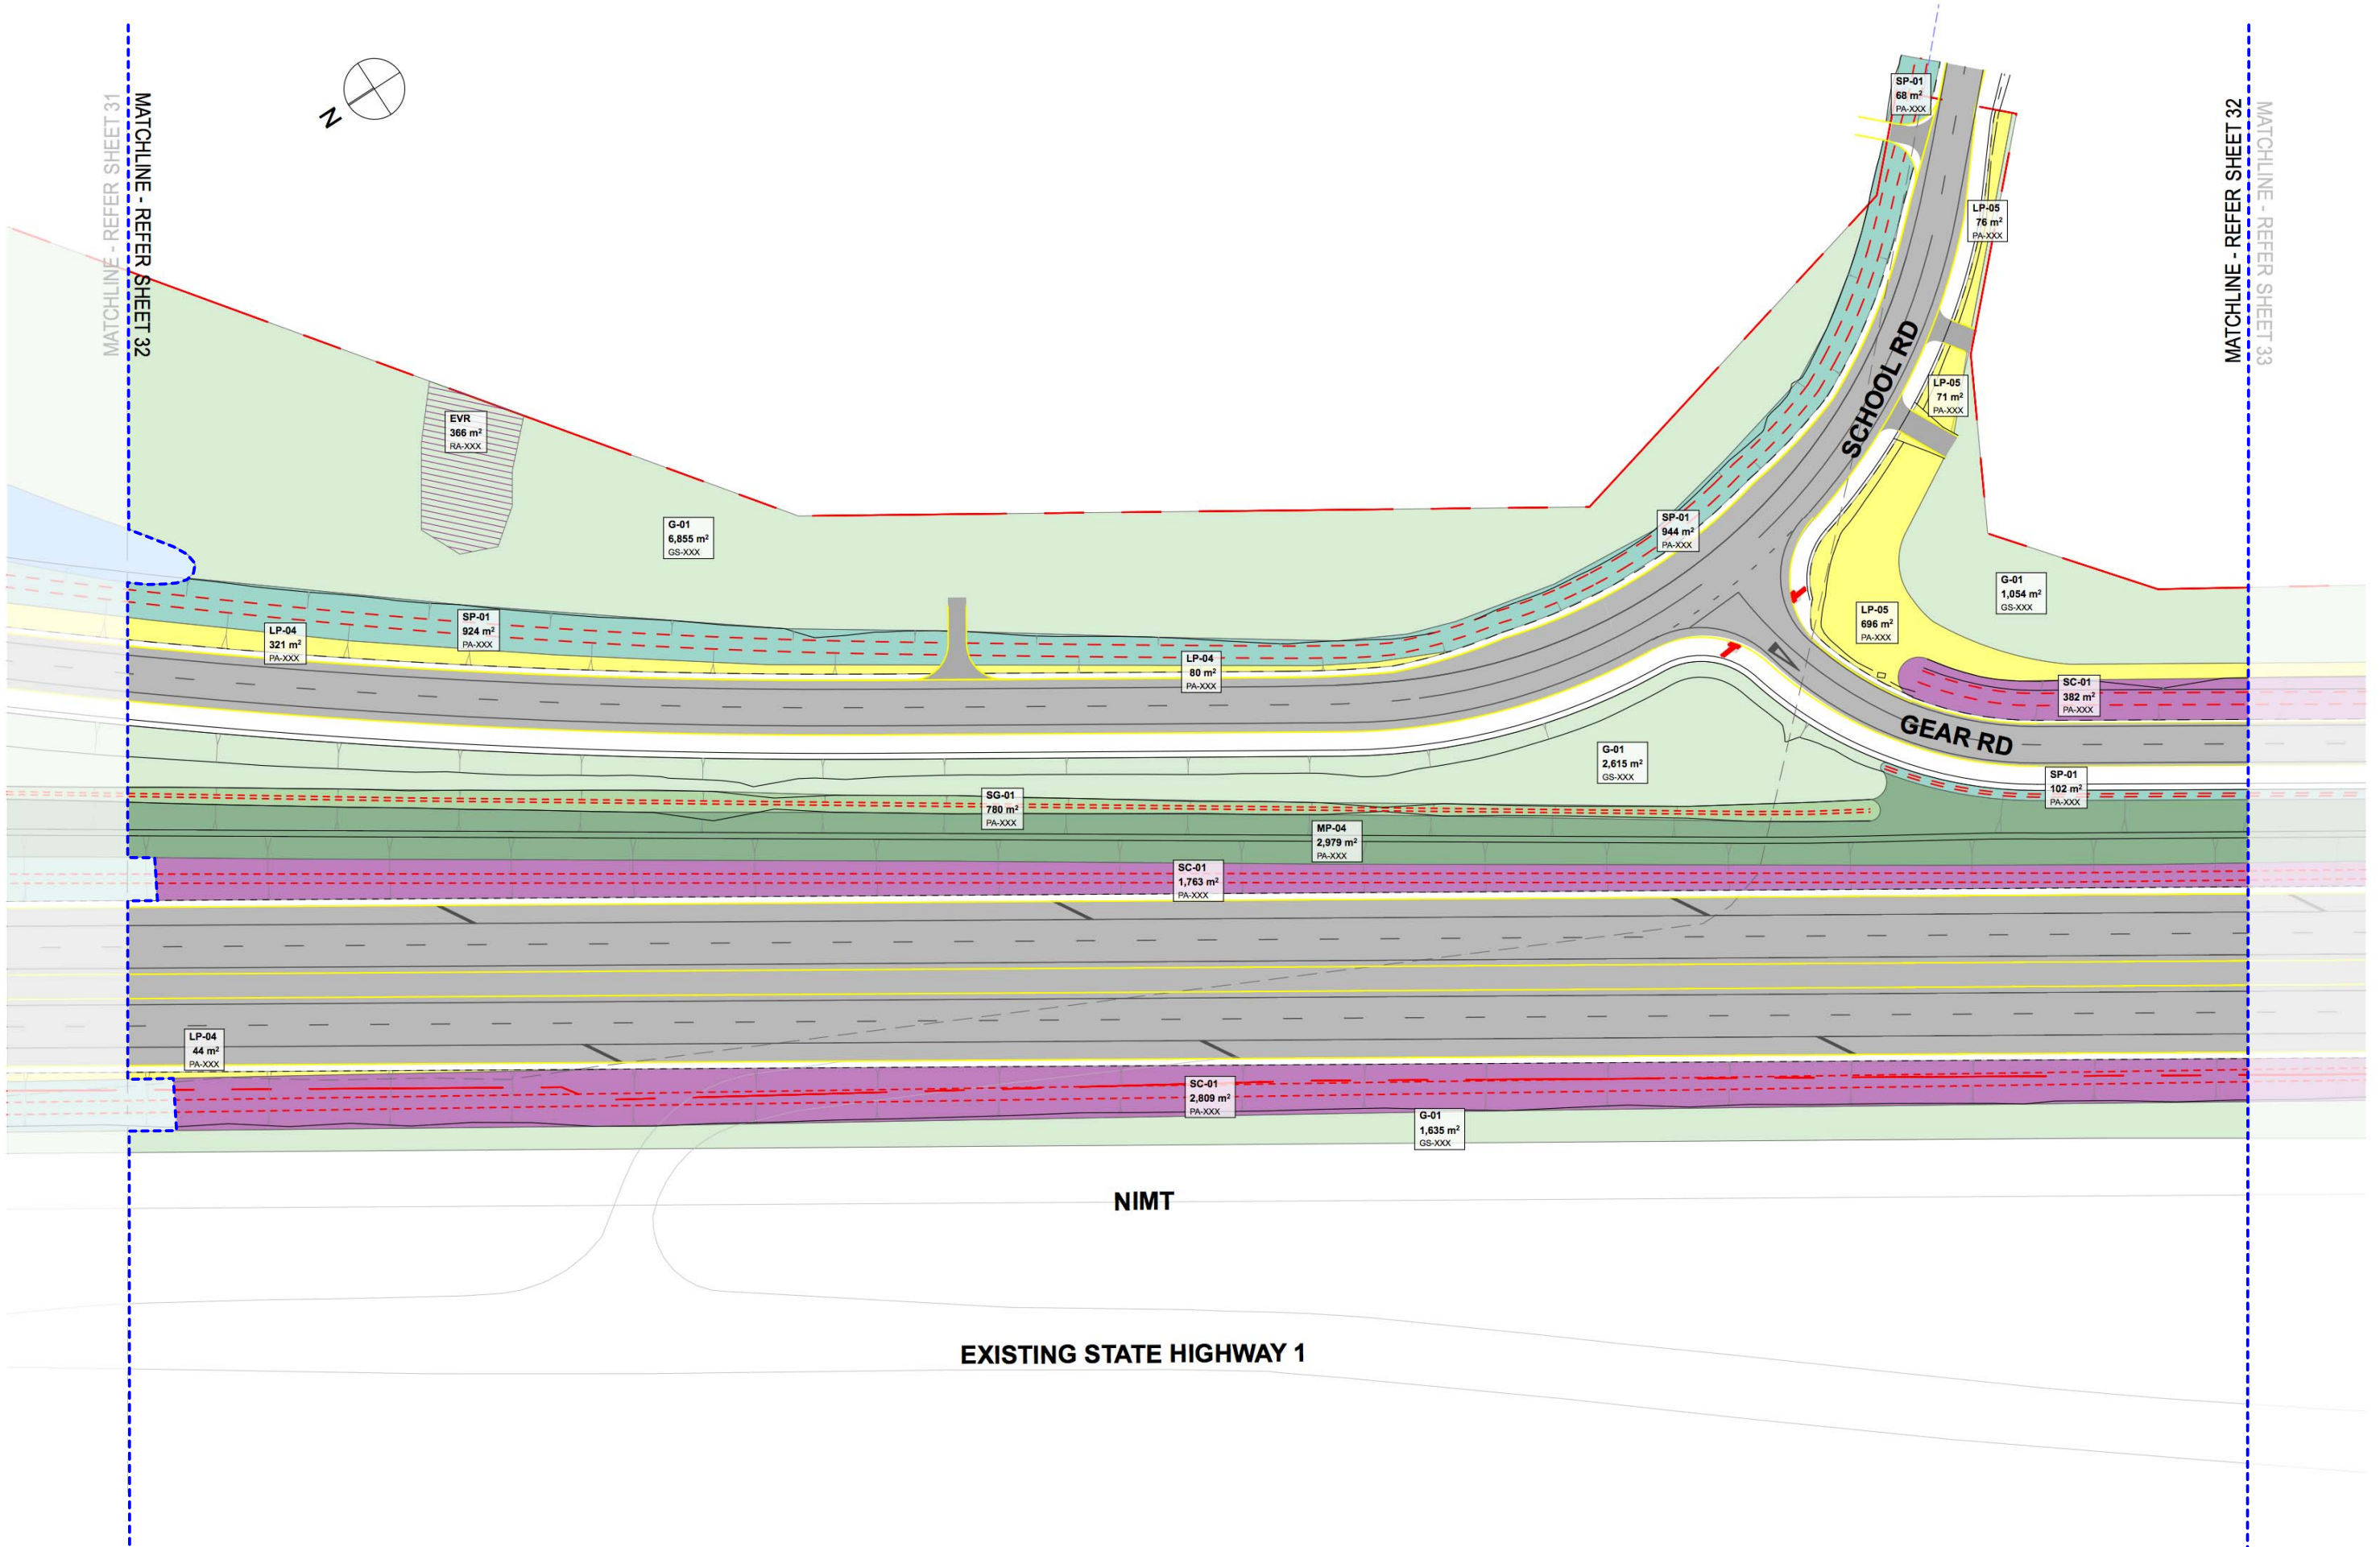 MATCHLINE - REFER SHEET 31
MATCHLINE - REFER SHEET 32
N
SP-01
68 m²
PA-XXX
MATCHLINE - REFER SHEET 32
MATCHLINE - REFER SHEET 33
LP-05
76 m²
PA-XXX
SCHOOL RD
LP-05
71 m²
PA-XXX
EVR
366 m²
RA-XXX
G-01
6,855 m²
GS-XXX
SP-01
944 m²
PA-XXX
G-01
1,054 m²
GS-XXX
LP-05
696 m²
PA-XXX
SP-01
924 m²
PA-XXX
LP-04
321 m²
PA-XXX
LP-04
80 m²
PA-XXX
SC-01
382 m²
PA-XXX
GEAR RD
G-01
2,615 m²
GS-XXX
SP-01
102 m²
PA-XXX
SG-01
780 m²
PA-XXX
MP-04
2,979 m²
PA-XXX
SC-01
1,763 m²
PA-XXX
LP-04
44 m²
PA-XXX
SC-01
2,809 m²
PA-XXX
G-01
1,635 m²
GS-XXX
NIMT
EXISTING STATE HIGHWAY 1